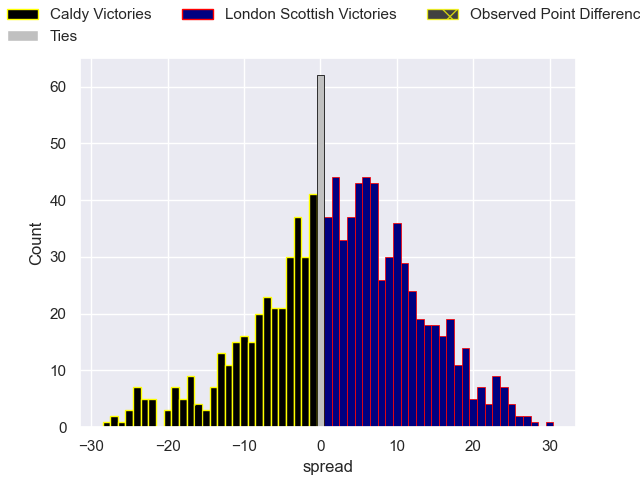 Caldy Victories
London Scottish Victories
Observed Point Differenc
Ties
60
50
40
30
20
10
0
Count
−30
−20
−10
0
10
20
30
spread